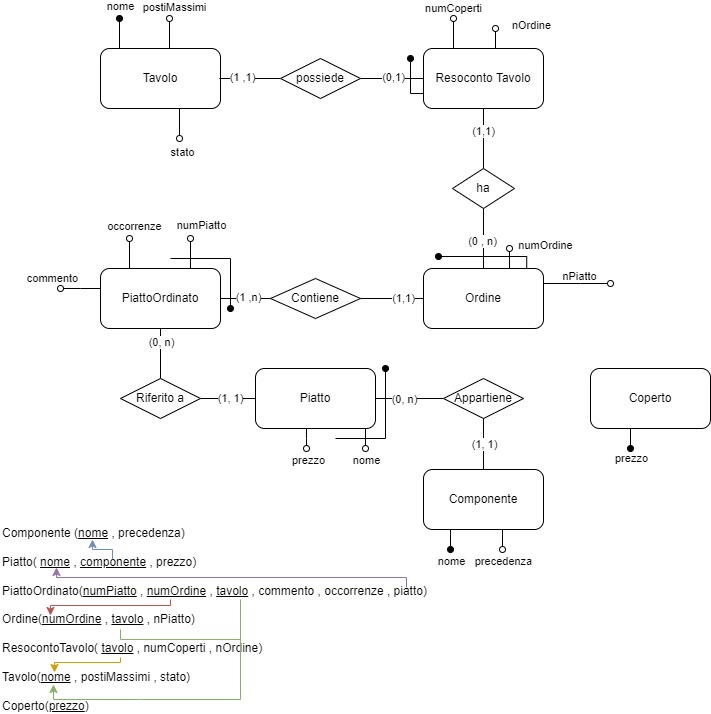 nome postiMassimi
numCoperti
nOrdine
Tavolo (1 ,1) possiede (0,1) Resoconto Tavolo
stato
(1,1)
ha
occorrenze numPiatto
(0 , n) numOrdine
commento
nPiatto
PiattoOrdinato (1 ,n) Contiene (1,1) Ordine
(0, n)
Riferito a (1, 1) Piatto (0, n) Appartiene
Coperto
(1, 1)
prezzo nome
prezzo
Componente
nome precedenza
Componente (nome , precedenza)
Piatto( nome , componente , prezzo)
PiattoOrdinato(numPiatto , numOrdine , tavolo , commento , occorrenze , piatto)
Ordine(numOrdine , tavolo , nPiatto)
ResocontoTavolo( tavolo , numCoperti , nOrdine)
Tavolo(nome , postiMassimi , stato)
Coperto(prezzo)